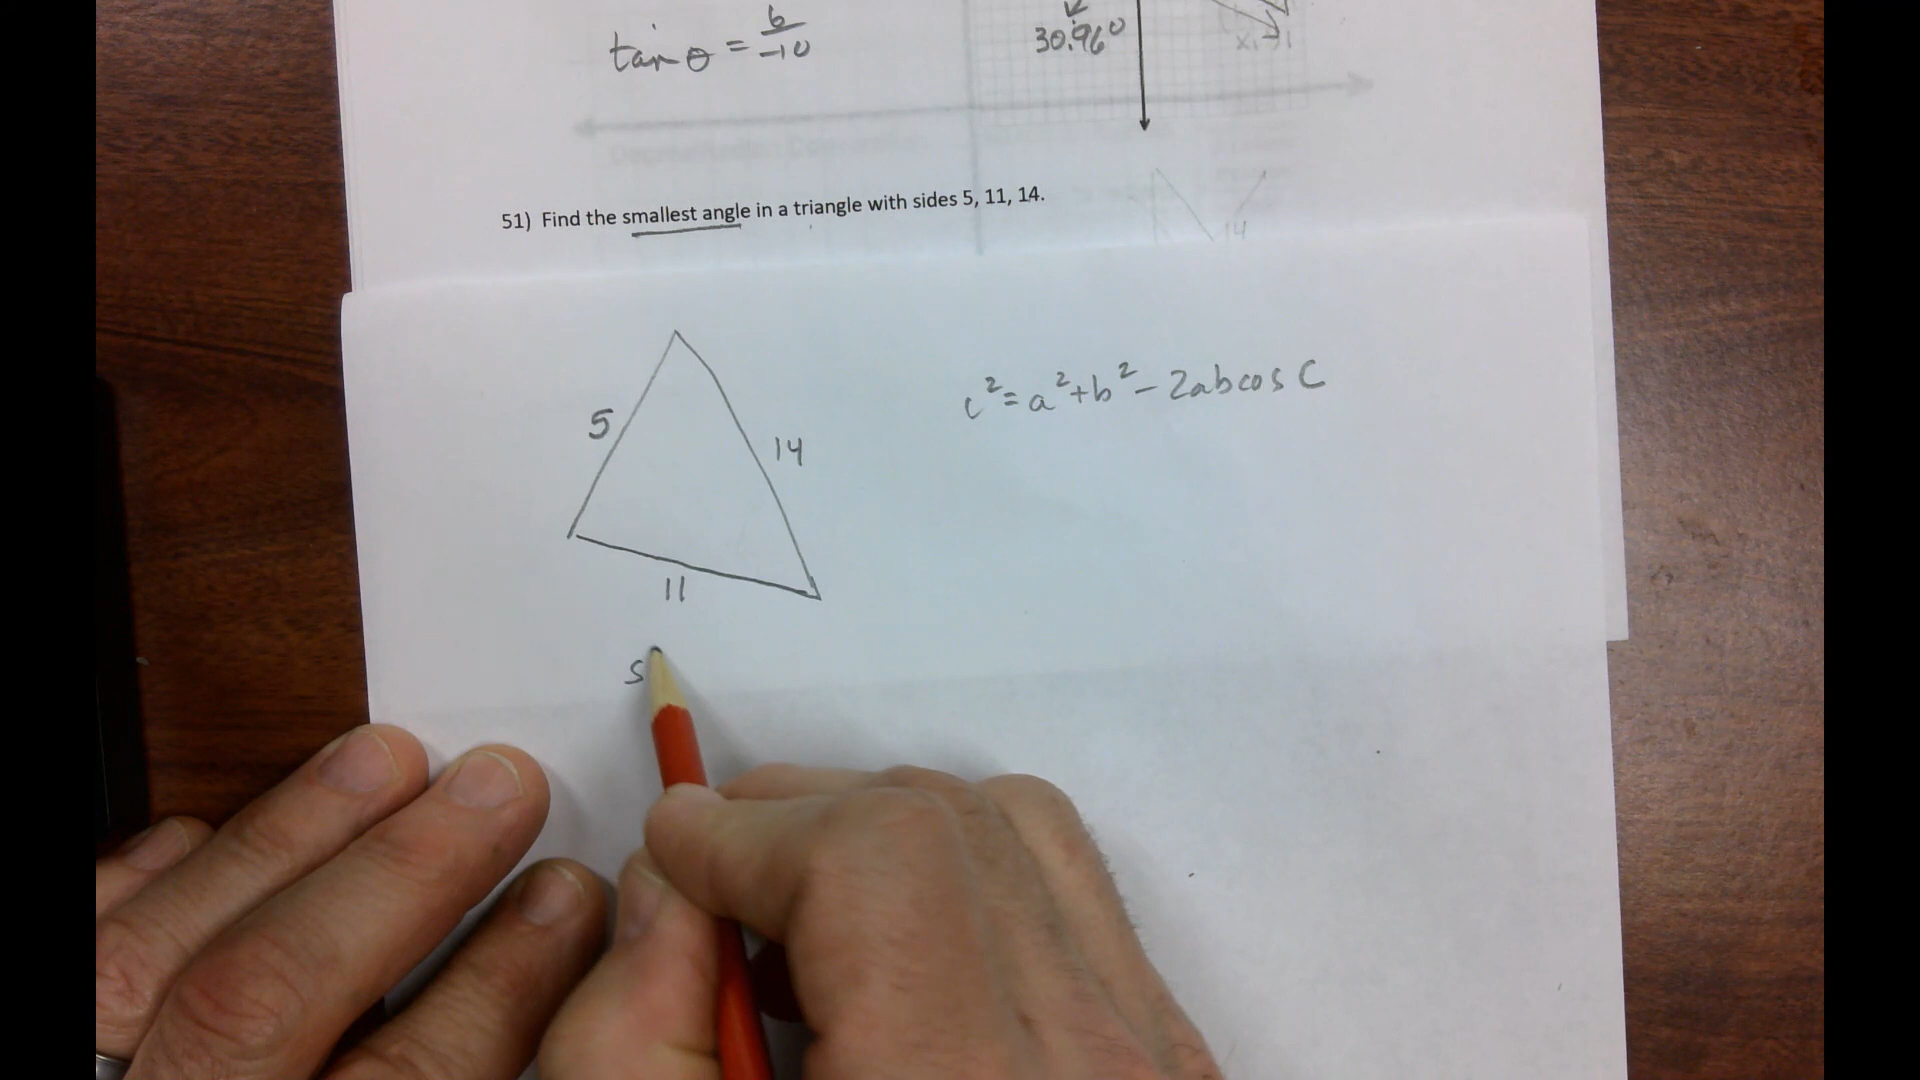 tan θ = 6/-10
30.96°
51) Find the smallest angle in a triangle with sides 5, 11, 14.
14
c² = a² + b² - 2ab cos C
5
14
11
s